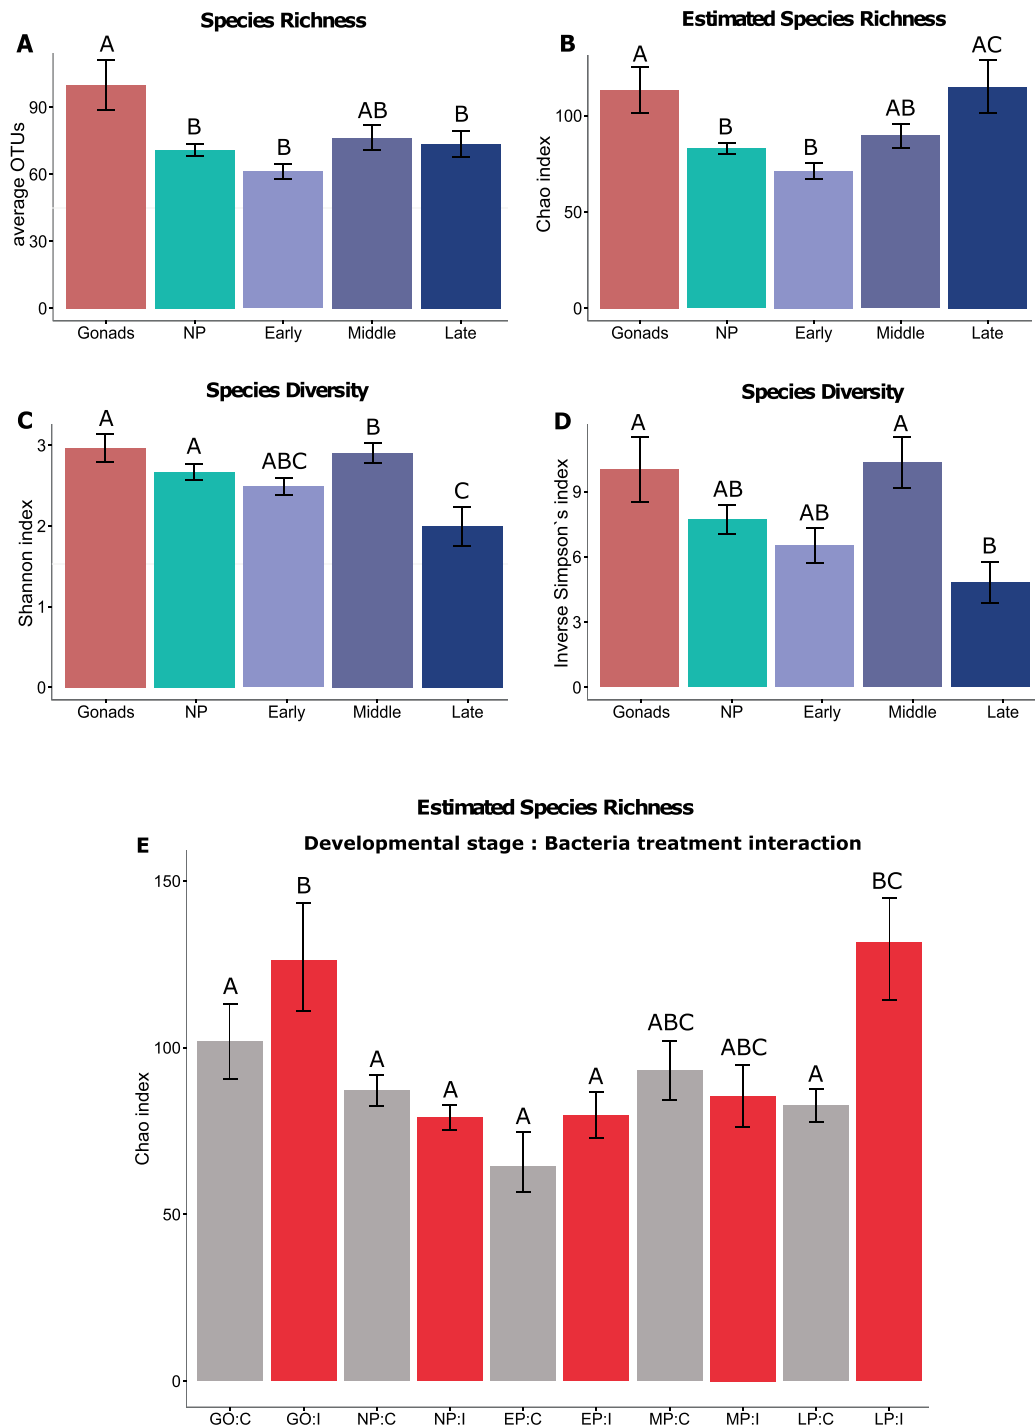 Species Richness
A
A
B
B
AB
B
average OTUs
90
60
30
0
Gonads NP Early Middle Late
Estimated Species Richness
B
A
B
B
AB
AC
Chao index
100
50
0
Gonads NP Early Middle Late
Species Diversity
C
A
A
ABC
B
C
Shannon index
3
2
1
0
Gonads NP Early Middle Late
Species Diversity
D
A
AB
AB
A
B
Inverse Simpson`s index
9
6
3
0
Gonads NP Early Middle Late
Estimated Species Richness
E
Developmental stage : Bacteria treatment interaction
A
B
A
A
A
A
ABC
ABC
A
BC
Chao index
150
100
50
0
GO:C GO:I NP:C NP:I EP:C EP:I MP:C MP:I LP:C LP:I